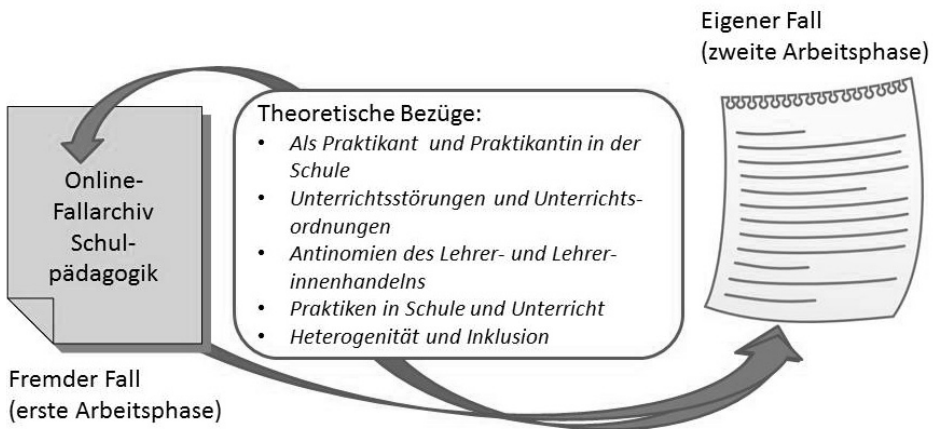 Eigener Fall
(zweite Arbeitsphase)
Theoretische Bezüge:
• Als Praktikant und Praktikantin in der
Schule
• Unterrichtsstörungen und Unterrichts-
ordnungen
• Antinomien des Lehrer- und Lehrer-
innenhandelns
• Praktiken in Schule und Unterricht
• Heterogenität und Inklusion
Online-
Fallarchiv
Schul-
pädagogik
Fremder Fall
(erste Arbeitsphase)